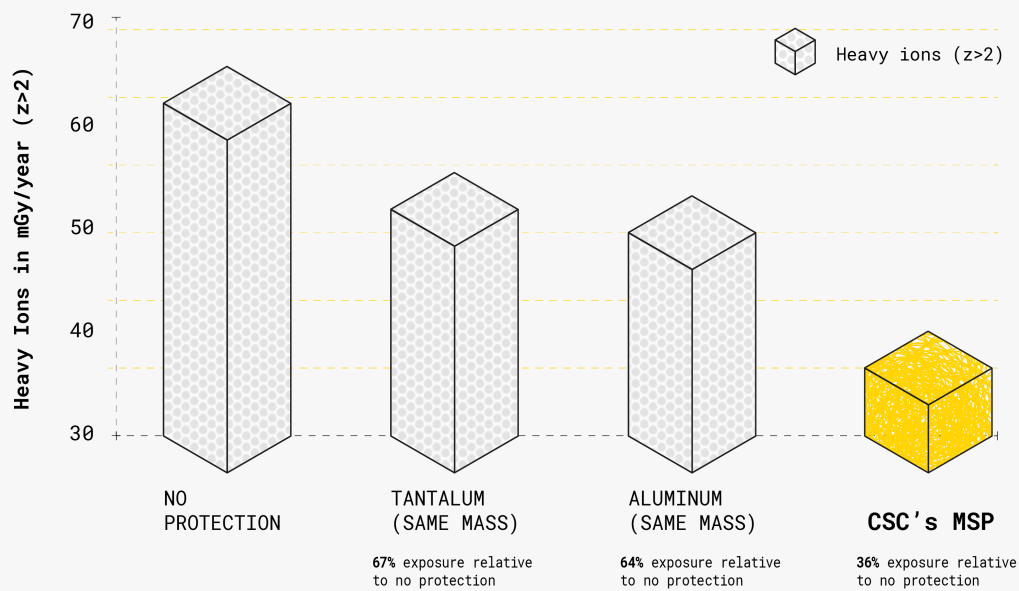 70
60
50
40
30
Heavy Ions in mGy/year (z>2)
Heavy ions (z>2)
NO
PROTECTION
TANTALUM
(SAME MASS)
67% exposure relative
to no protection
ALUMINUM
(SAME MASS)
64% exposure relative
to no protection
CSC’s MSP
36% exposure relative
to no protection